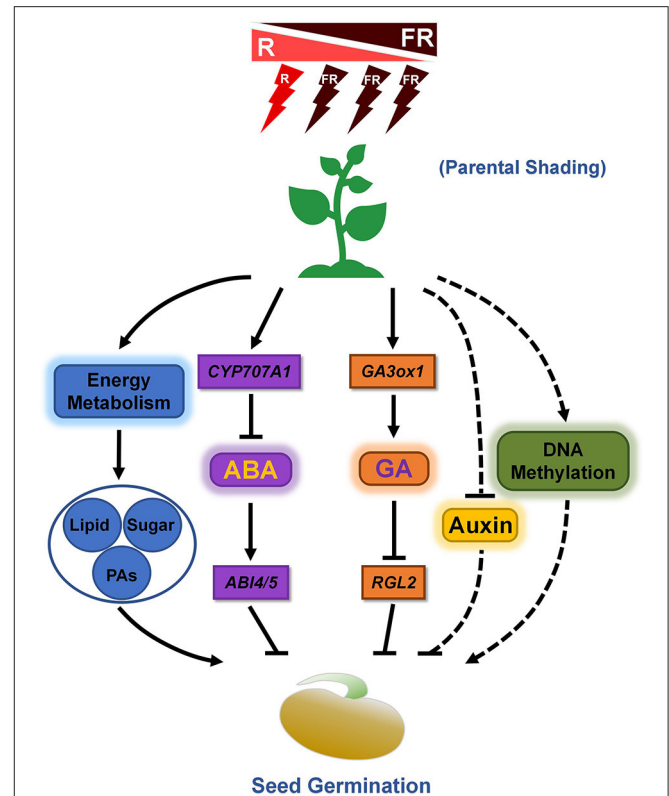 R
FR
R
FR
FR
FR
(Parental Shading)
Energy
Metabolism
CYP707A1
GA3ox1
DNA
Methylation
ABA
GA
Auxin
Lipid
Sugar
PAs
ABI4/5
RGL2
Seed Germination